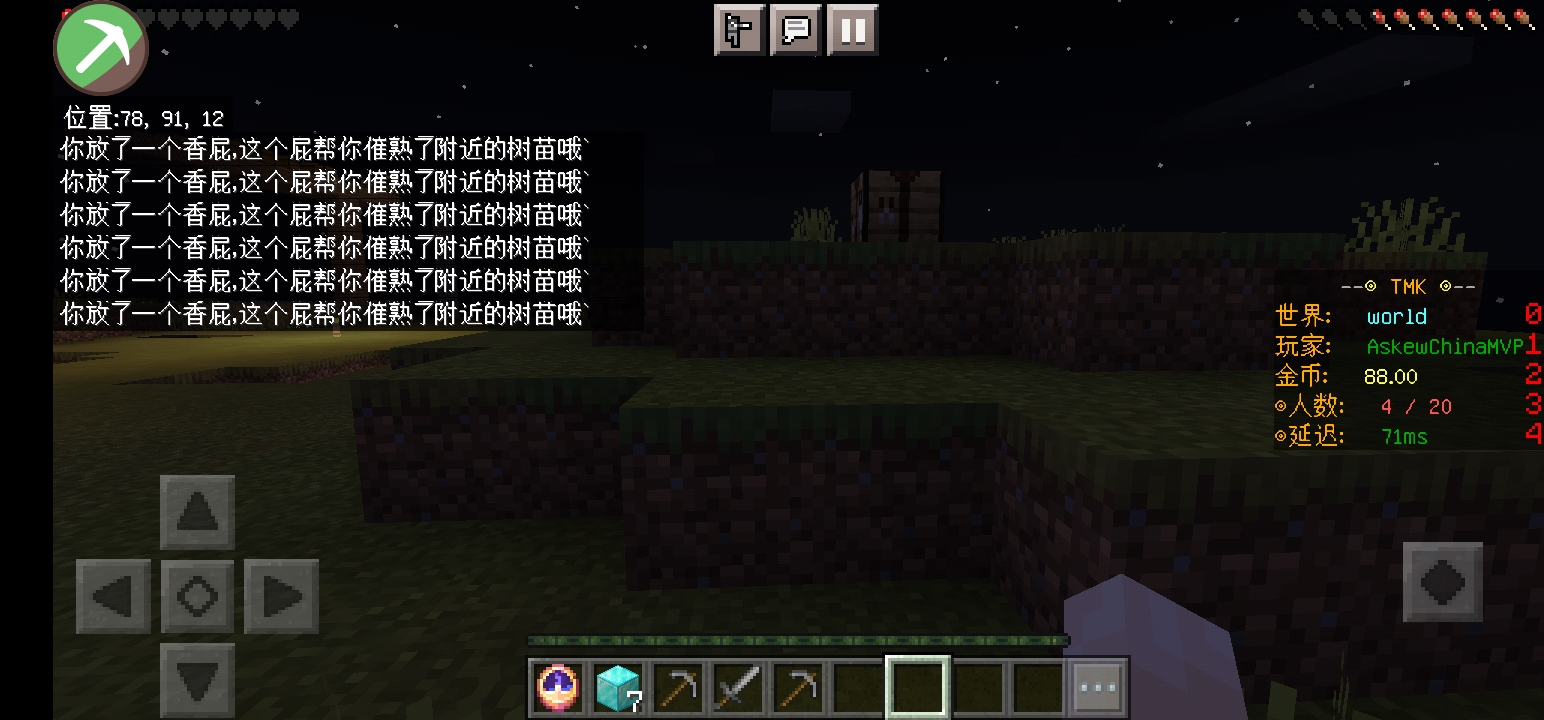 位置:78, 91, 12
你放了一个香屁,这个屁帮你催熟了附近的树苗哦`
你放了一个香屁,这个屁帮你催熟了附近的树苗哦`
你放了一个香屁,这个屁帮你催熟了附近的树苗哦`
你放了一个香屁,这个屁帮你催熟了附近的树苗哦`
你放了一个香屁,这个屁帮你催熟了附近的树苗哦`
你放了一个香屁,这个屁帮你催熟了附近的树苗哦`
--⊙ TMK ⊙--
世界: world 0
玩家: AskewChinaMVP 1
金币: 88.00 2
⊙人数: 4 / 20 3
⊙延迟: 71ms 4
7